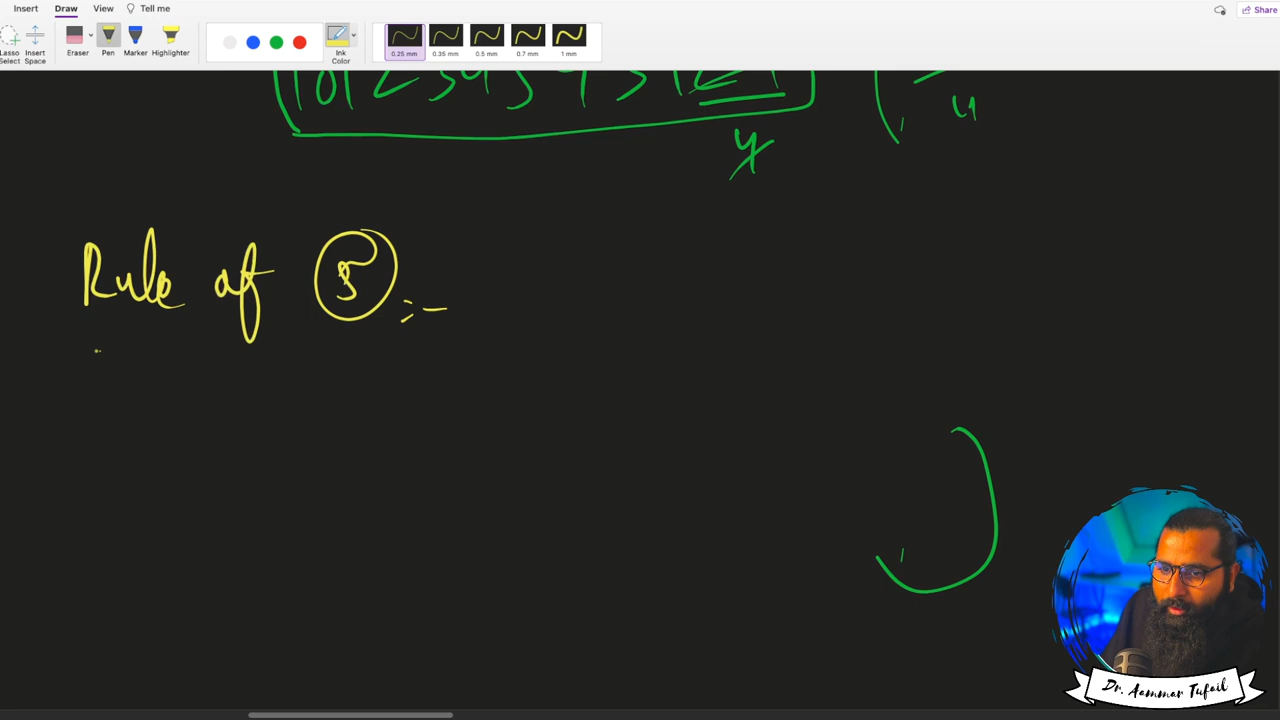 Insert Draw View Tell me
Share
Lasso Select
Insert Space
Eraser
Pen
Marker
Highlighter
Ink Color
0.25 mm
0.35 mm
0.5 mm
0.7 mm
1 mm
y
4
Rule of 5 :-
Dr. Aammar Tufail